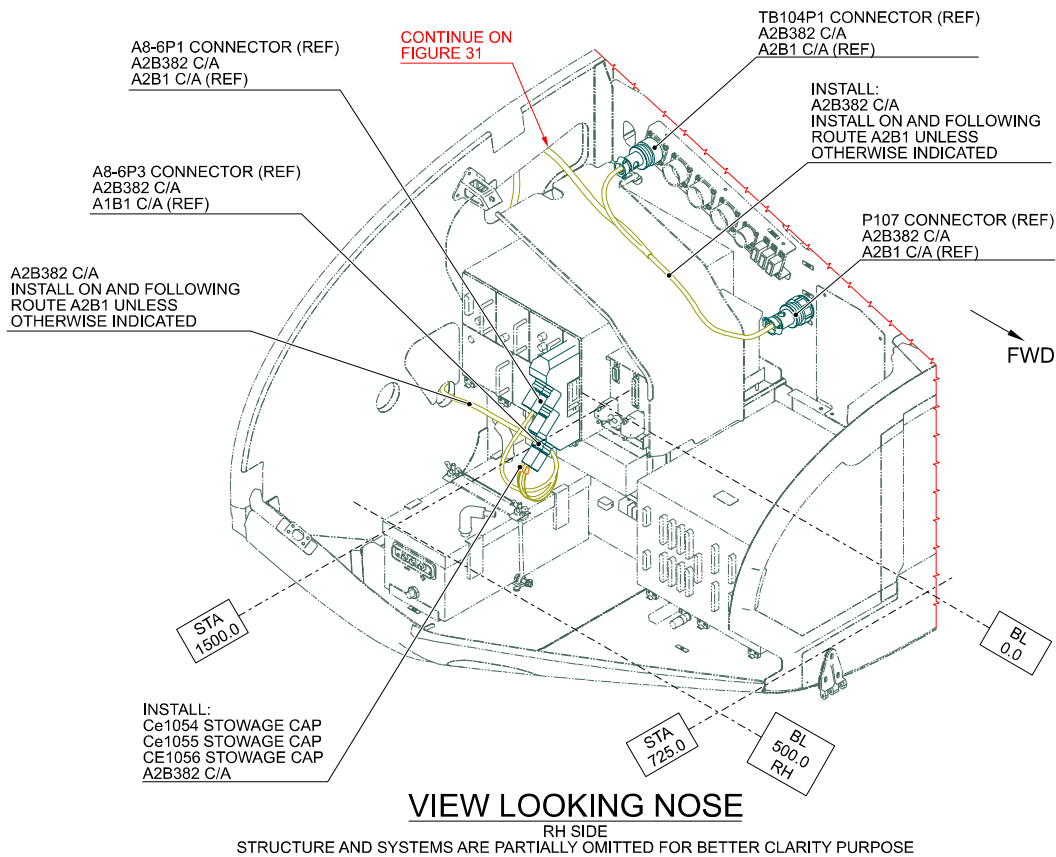 A8-6P1 CONNECTOR (REF)
A2B382 C/A
A2B1 C/A (REF)
CONTINUE ON
FIGURE 31
TB104P1 CONNECTOR (REF)
A2B382 C/A
A2B1 C/A (REF)
INSTALL:
A2B382 C/A
INSTALL ON AND FOLLOWING
ROUTE A2B1 UNLESS
OTHERWISE INDICATED
A8-6P3 CONNECTOR (REF)
A2B382 C/A
A1B1 C/A (REF)
P107 CONNECTOR (REF)
A2B382 C/A
A2B1 C/A (REF)
A2B382 C/A
INSTALL ON AND FOLLOWING
ROUTE A2B1 UNLESS
OTHERWISE INDICATED
FWD
STA
1500.0
BL
0.0
STA
725.0
BL
500.0
RH
INSTALL:
Ce1054 STOWAGE CAP
Ce1055 STOWAGE CAP
CE1056 STOWAGE CAP
A2B382 C/A
VIEW LOOKING NOSE
RH SIDE
STRUCTURE AND SYSTEMS ARE PARTIALLY OMITTED FOR BETTER CLARITY PURPOSE